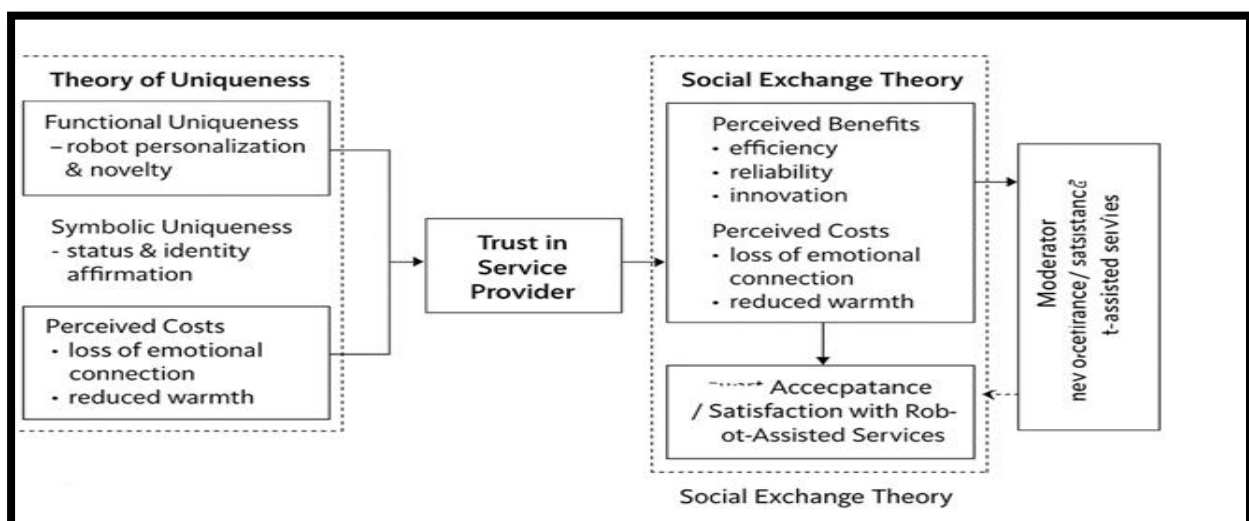 Theory of Uniqueness
Functional Uniqueness
– robot personalization
& novelty
Symbolic Uniqueness
- status & identity
affirmation
Perceived Costs
• loss of emotional
connection
• reduced warmth
Trust in
Service
Provider
Social Exchange Theory
Perceived Benefits
• efficiency
• reliability
• innovation
Perceived Costs
• loss of emotional
connection
• reduced warmth
Accecpatance
/ Satisfaction with Rob-
ot-Assisted Services
Social Exchange Theory
Moderator
t-assisted